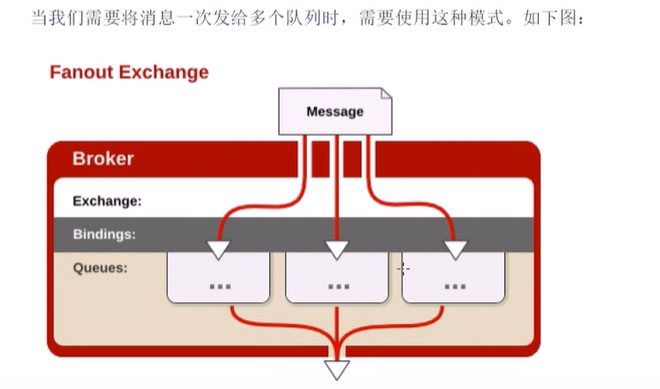 当我们需要将消息一次发给多个队列时，需要使用这种模式。如下图：
Fanout Exchange
Message
Broker
Exchange:
Bindings:
Queues:
... ... ...